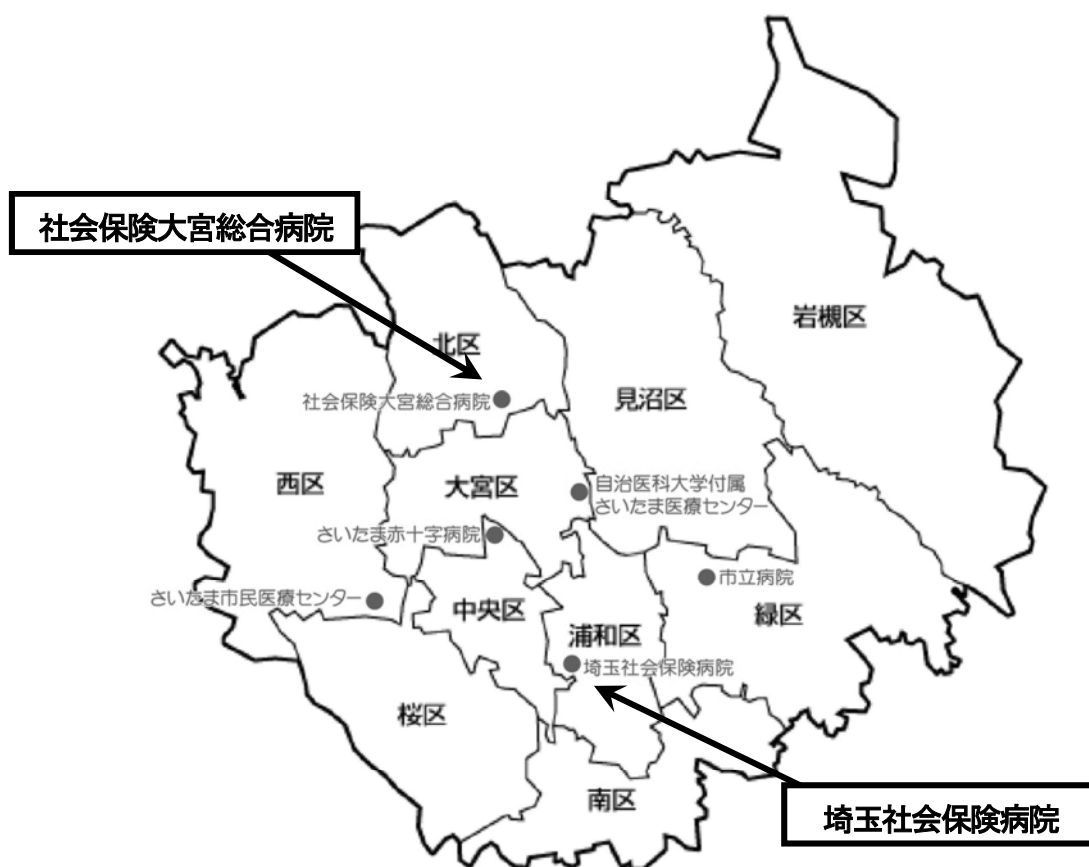 社会保険大宮総合病院
岩槻区
北区
社会保険大宮総合病院
見沼区
西区
大宮区
自治医科大学付属
さいたま医療センター
さいたま赤十字病院
市立病院
さいたま市民医療センター
中央区
緑区
浦和区
埼玉社会保険病院
桜区
南区
埼玉社会保険病院